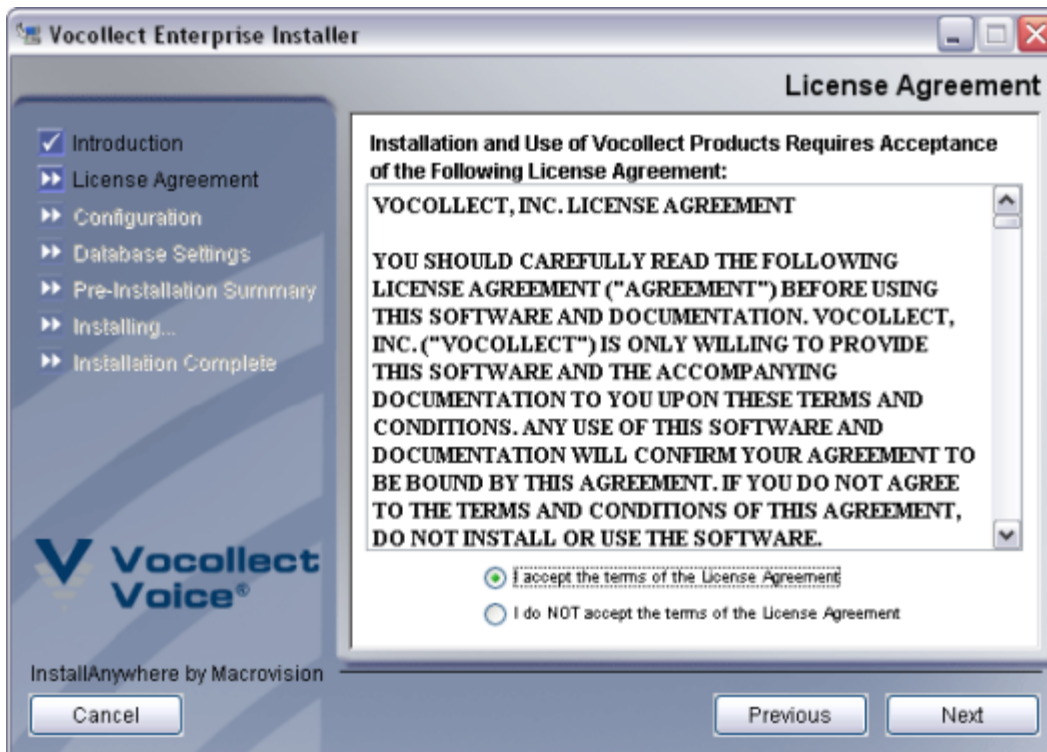 Vocollect Enterprise Installer
License Agreement
Introduction
License Agreement
Configuration
Database Settings
Pre-Installation Summary
Installing...
Installation Complete
Vocollect
Voice®
Installation and Use of Vocollect Products Requires Acceptance
of the Following License Agreement:
VOCOLLECT, INC. LICENSE AGREEMENT
YOU SHOULD CAREFULLY READ THE FOLLOWING
LICENSE AGREEMENT ("AGREEMENT") BEFORE USING
THIS SOFTWARE AND DOCUMENTATION. VOCOLLECT,
INC. ("VOCOLLECT") IS ONLY WILLING TO PROVIDE
THIS SOFTWARE AND THE ACCOMPANYING
DOCUMENTATION TO YOU UPON THESE TERMS AND
CONDITIONS. ANY USE OF THIS SOFTWARE AND
DOCUMENTATION WILL CONFIRM YOUR AGREEMENT TO
BE BOUND BY THIS AGREEMENT. IF YOU DO NOT AGREE
TO THE TERMS AND CONDITIONS OF THIS AGREEMENT,
DO NOT INSTALL OR USE THE SOFTWARE.
I accept the terms of the License Agreement
I do NOT accept the terms of the License Agreement
InstallAnywhere by Macrovision
Cancel
Previous
Next